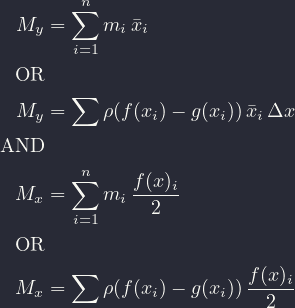 $M_y = \sum_{i=1}^{n} m_i \, \bar{x}_i$
OR
$M_y = \sum \rho(f(x_i) - g(x_i)) \, \bar{x}_i \, \Delta x$
AND
$M_x = \sum_{i=1}^{n} m_i \, \frac{f(x)_i}{2}$
OR
$M_x = \sum \rho(f(x_i) - g(x_i)) \, \frac{f(x)_i}{2}$